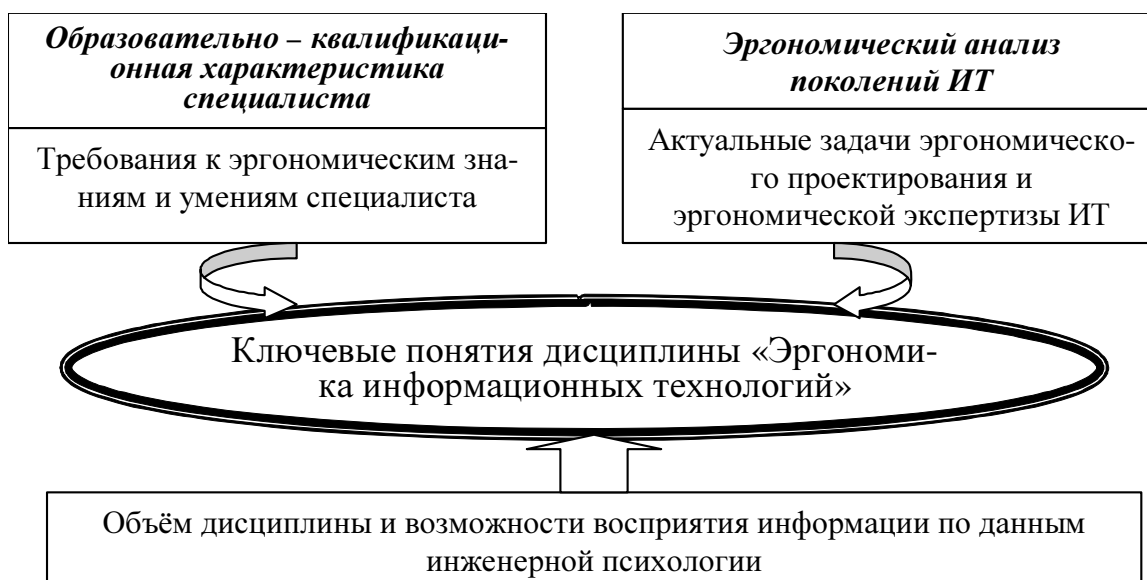 Образовательно – квалификаци-
онная характеристика
специалиста
Требования к эргономическим зна-
ниям и умениям специалиста
Эргономический анализ
поколений ИТ
Актуальные задачи эргономическо-
го проектирования и
эргономической экспертизы ИТ
Ключевые понятия дисциплины «Эргономи-
ка информационных технологий»
Объём дисциплины и возможности восприятия информации по данным
инженерной психологии